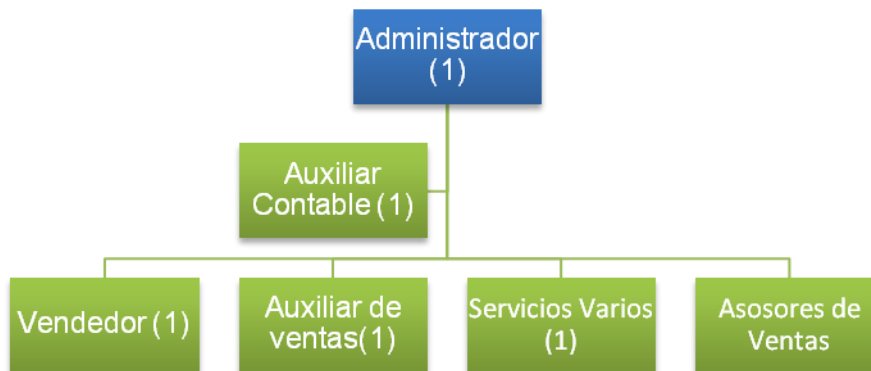 Administrador
(1)
Auxiliar
Contable (1)
Vendedor (1)
Auxiliar de
ventas(1)
Servicios Varios
(1)
Asosores de
Ventas